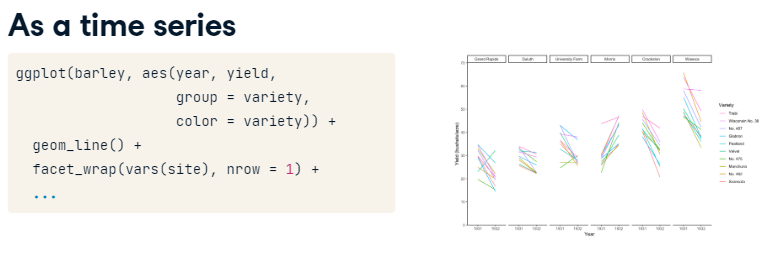 As a time series
ggplot(barley, aes(year, yield,
group = variety,
color = variety)) +
geom_line() +
facet_wrap(vars(site), nrow = 1) +
...
Grand Rapids
Duluth
University Farm
Morris
Crookston
Waseca
70
60
50
40
30
20
10
0
Yield (bushels/acre)
1931 1932 1931 1932 1931 1932 1931 1932 1931 1932 1931 1932
Year
Variety
Trebi
Wisconsin No. 38
No. 457
Glabron
Peatland
Velvet
No. 475
Manchuria
No. 462
Svansota